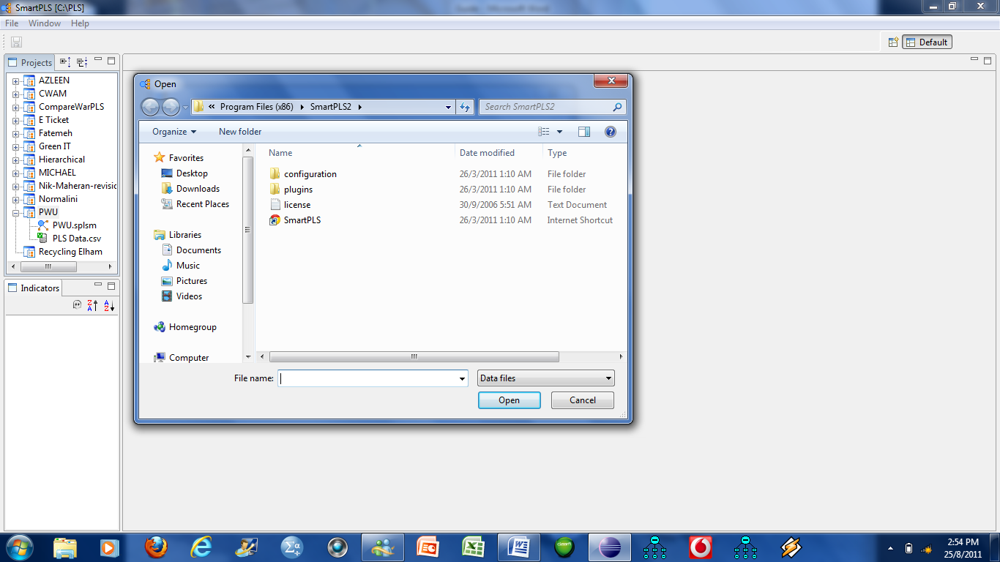 SmartPLS [C:\PLS]
File Window Help
Default
Projects
AZLEEN
CWAM
CompareWarPLS
E Ticket
Fatemeh
Green IT
Hierarchical
MICHAEL
Nik-Maheran-revisic
Normalini
PWU
PWU.splsm
PLS Data.csv
Recycling Elham
Indicators
Open
Program Files (x86) SmartPLS2
Search SmartPLS2
Organize New folder
Favorites
Desktop
Downloads
Recent Places
Libraries
Documents
Music
Pictures
Videos
Homegroup
Computer
Name Date modified Type
configuration 26/3/2011 1:10 AM File folder
plugins 26/3/2011 1:10 AM File folder
license 30/9/2006 5:51 AM Text Document
SmartPLS 26/3/2011 1:10 AM Internet Shortcut
File name: Data files
Open Cancel
2:54 PM
25/8/2011